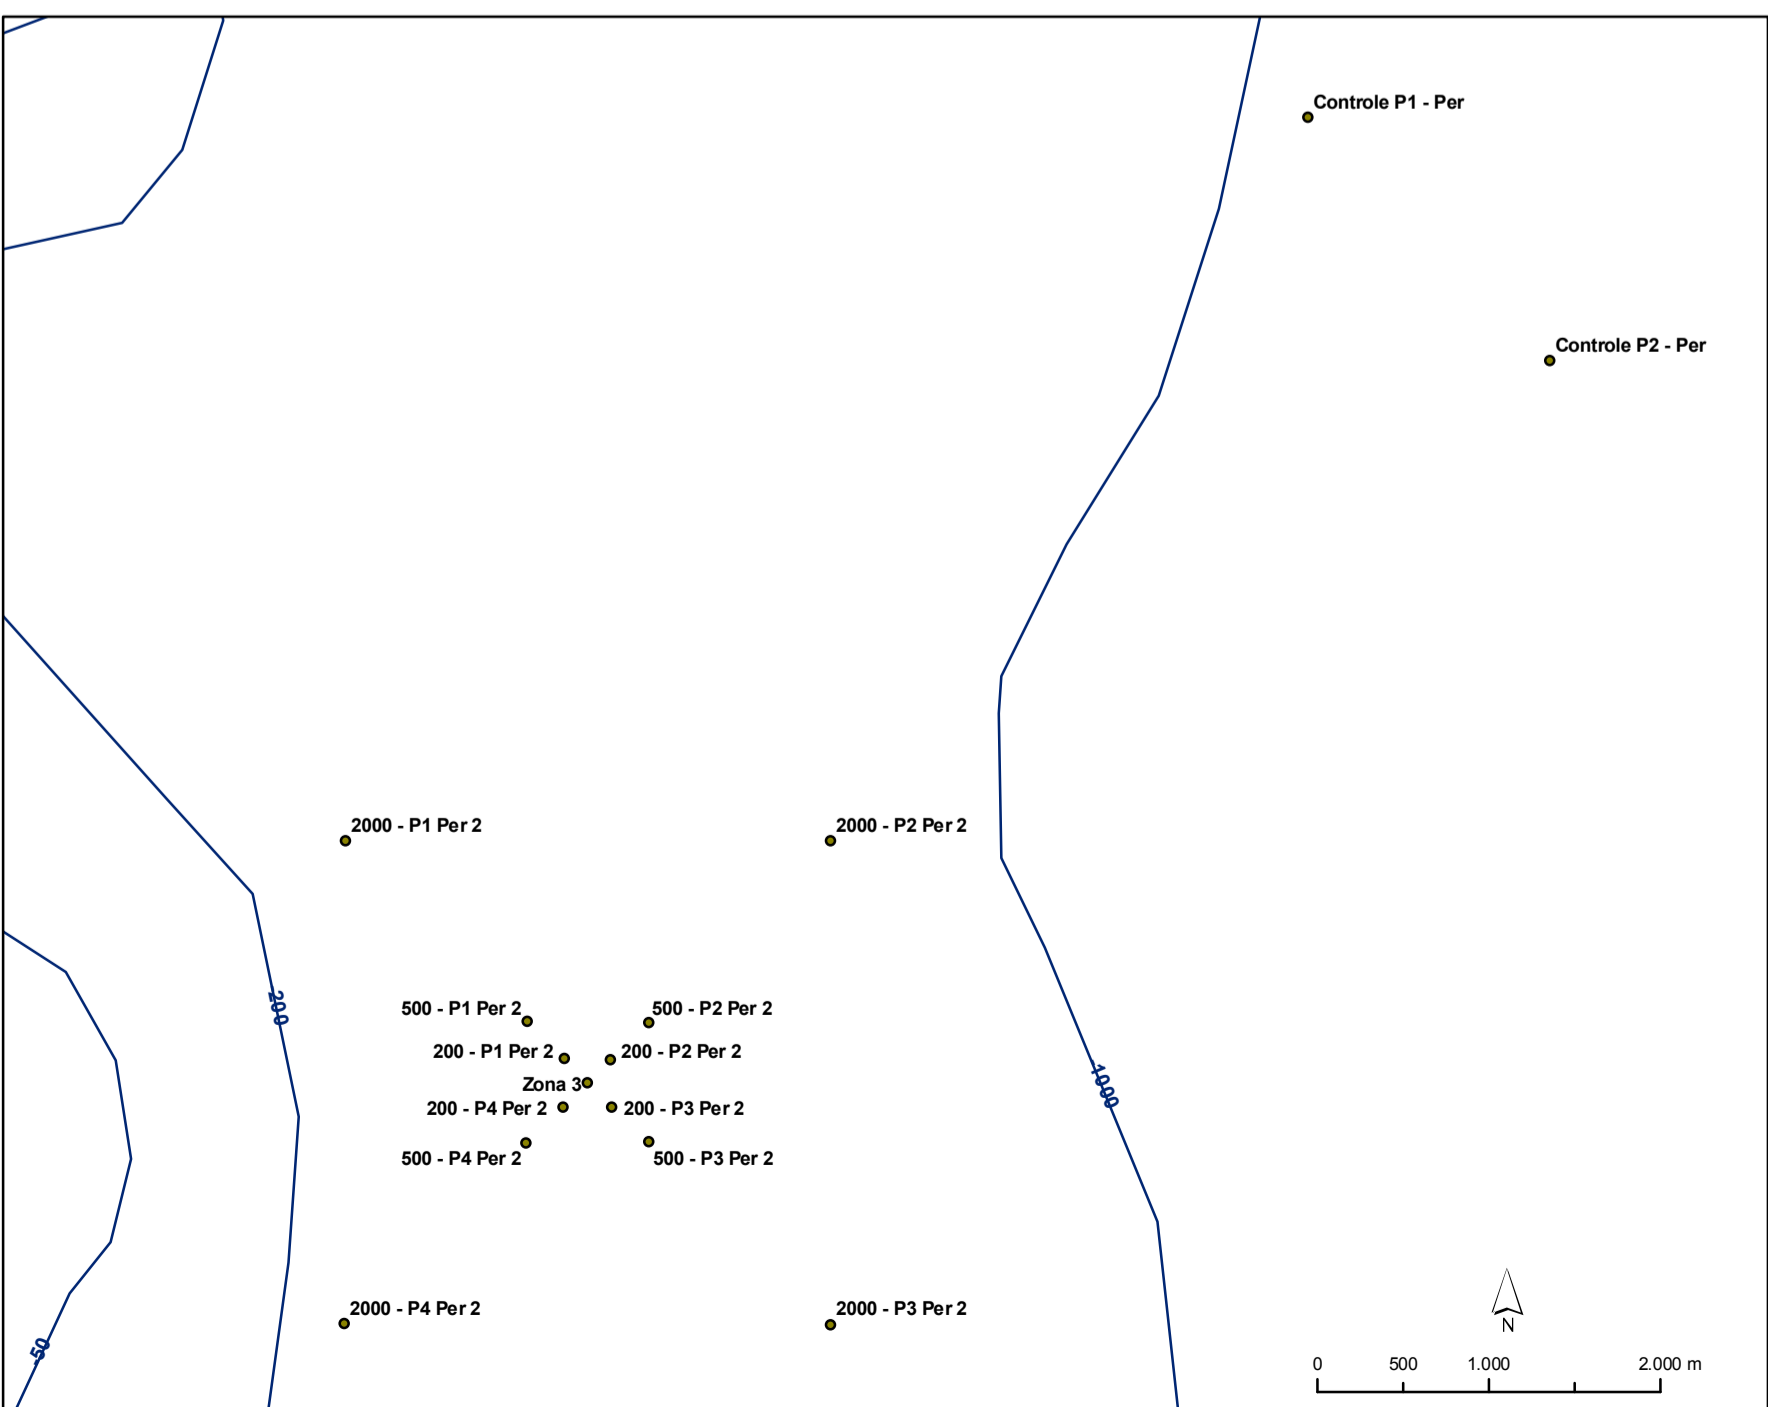 Controle P1 - Per
Controle P2 - Per
2000 - P1 Per 2
2000 - P2 Per 2
-200
500 - P1 Per 2
500 - P2 Per 2
200 - P1 Per 2
200 - P2 Per 2
Zona 3
-1000
200 - P4 Per 2
200 - P3 Per 2
500 - P4 Per 2
500 - P3 Per 2
2000 - P4 Per 2
2000 - P3 Per 2
-50
N
0 500 1.000 2.000 m